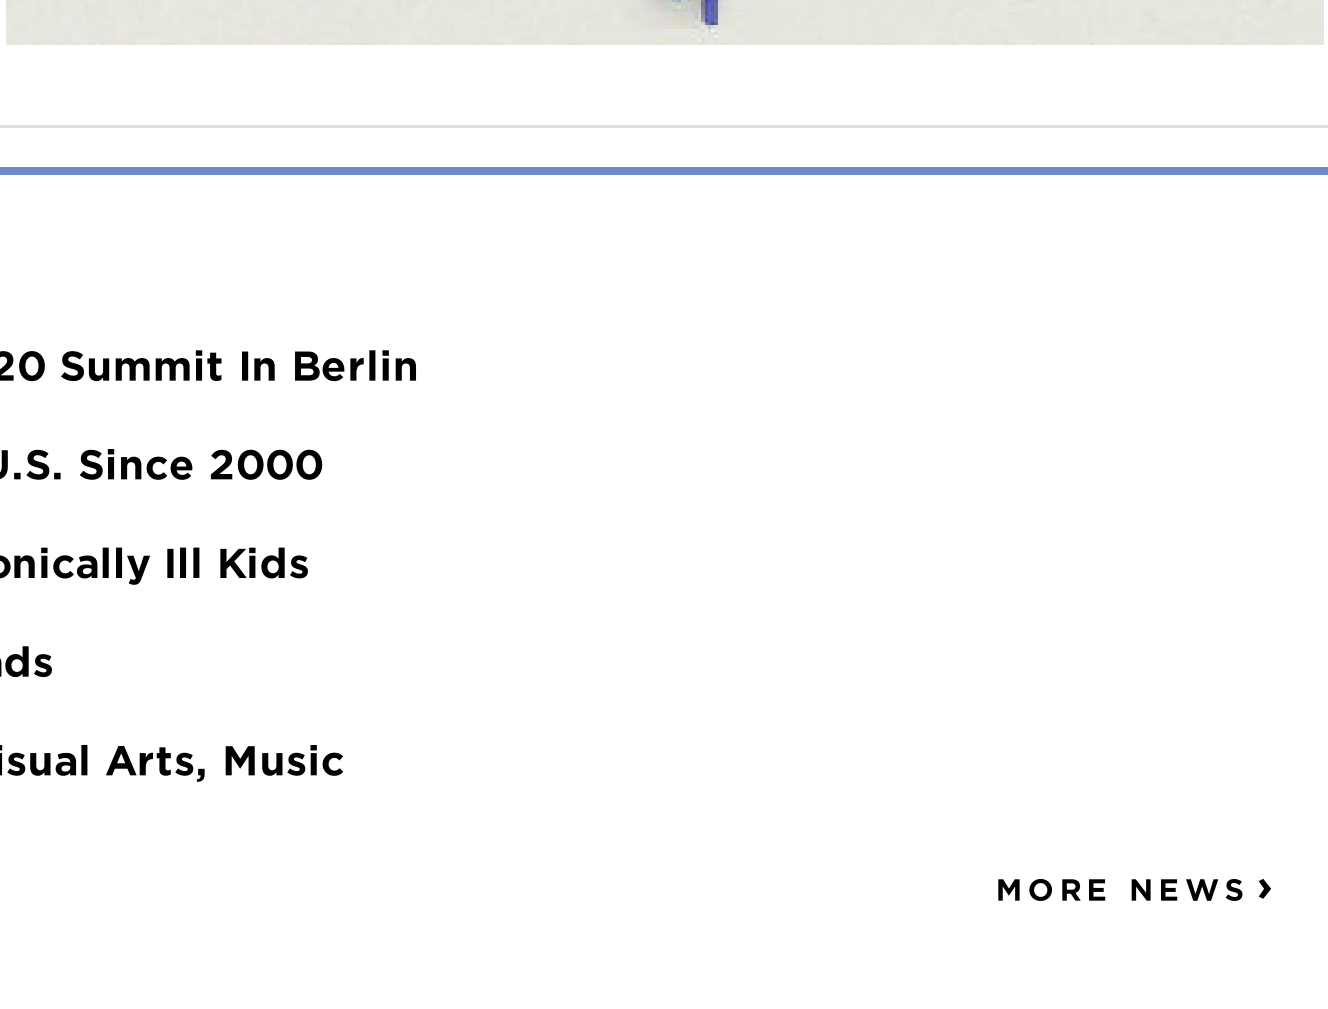 20 Summit In Berlin
U.S. Since 2000
onically Ill Kids
ds
isual Arts, Music
MORE NEWS ›